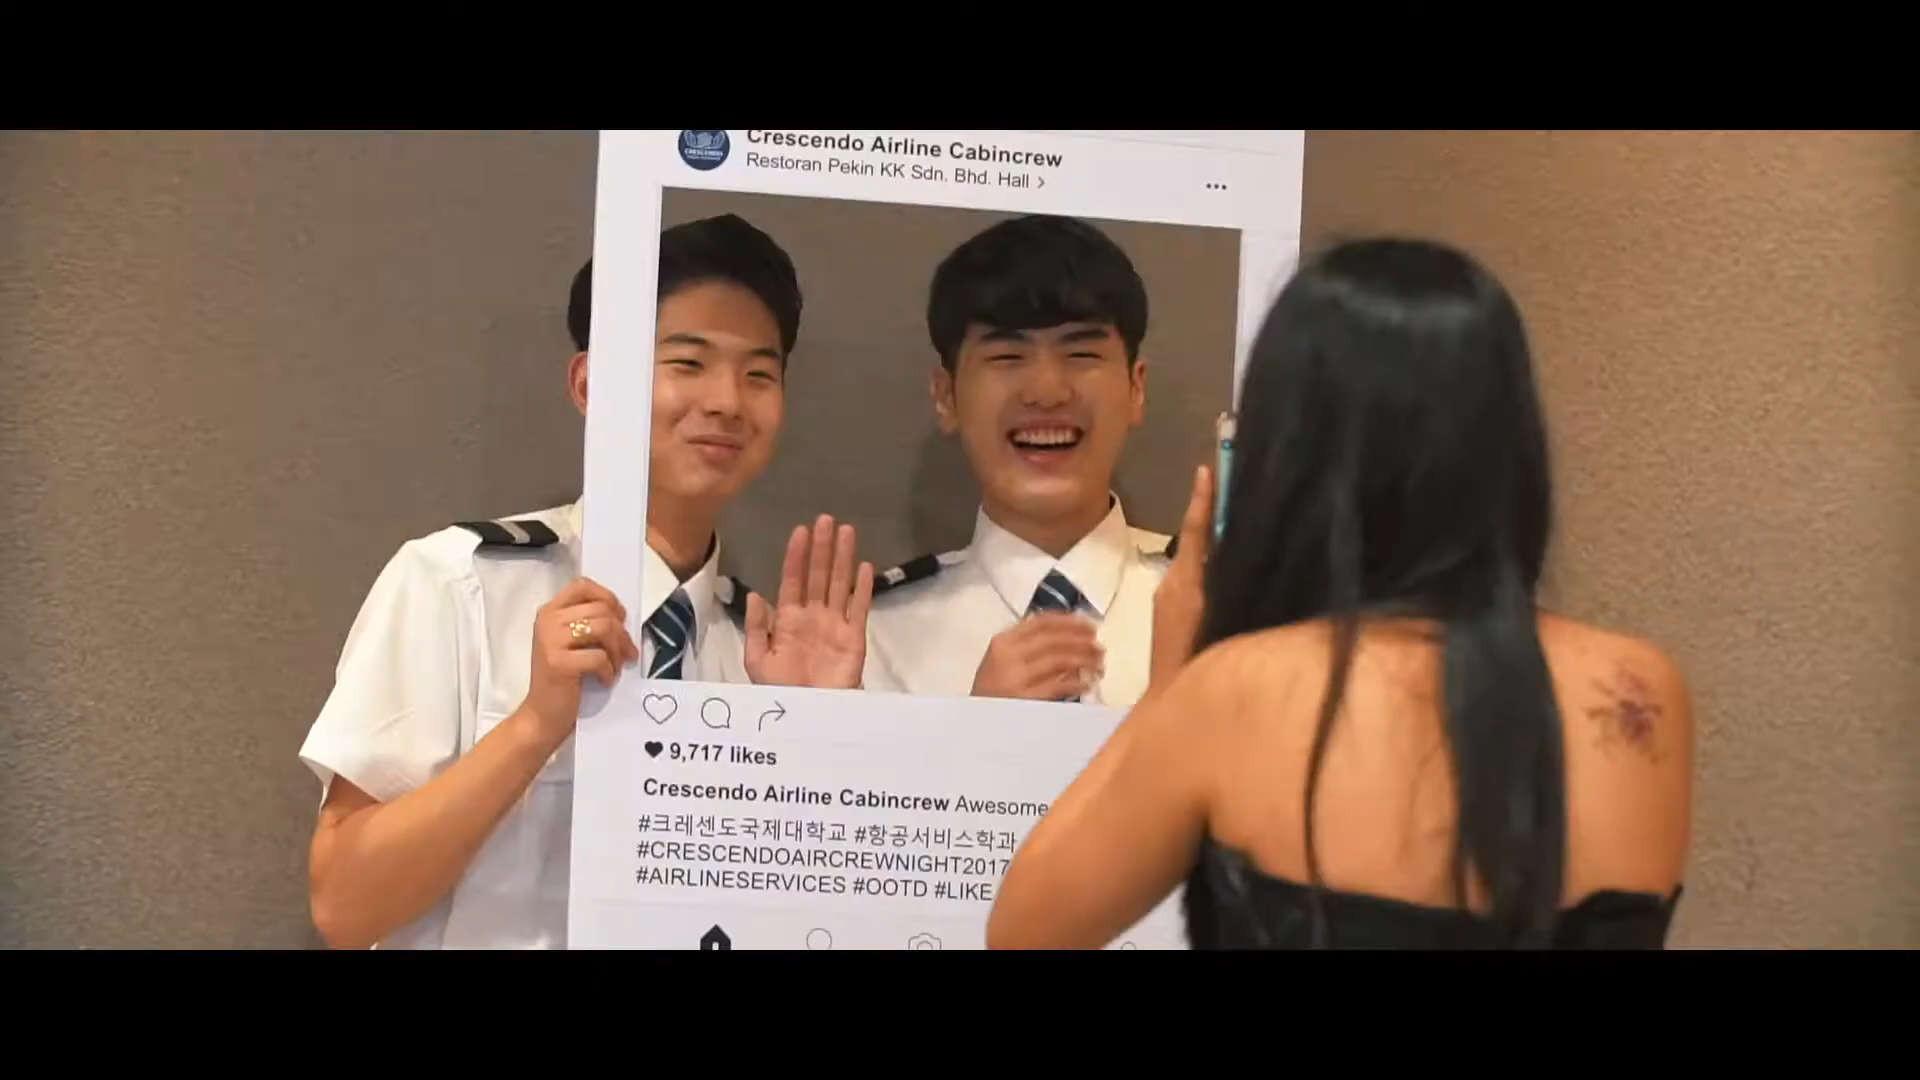 CRESCENDO
Crescendo Airline Cabincrew
Restoran Pekin KK Sdn. Bhd. Hall >
9,717 likes
Crescendo Airline Cabincrew Awesome
#크레센도국제대학교 #항공서비스학과
#CRESCENDOAIRCREWNIGHT2017
#AIRLINESERVICES #OOTD #LIKE